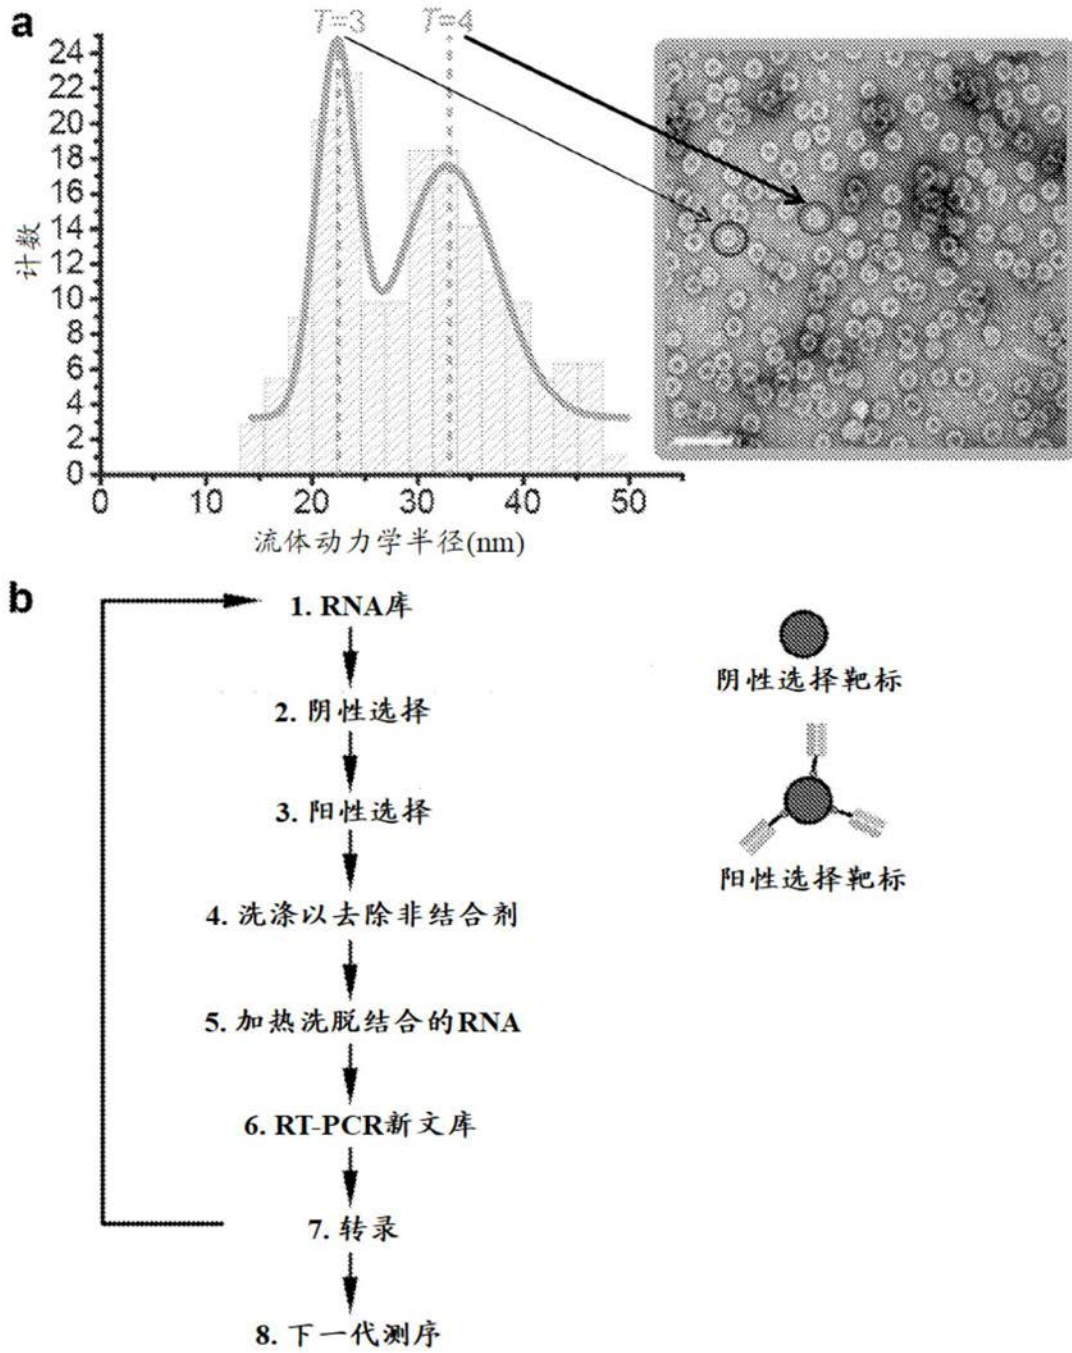 a
T=3
T=4
24
22
20
18
16
14
12
10
8
6
4
2
0
计数
0
10
20
30
40
50
流体动力学半径(nm)
b
1. RNA库
2. 阴性选择
3. 阳性选择
4. 洗涤以去除非结合剂
5. 加热洗脱结合的RNA
6. RT-PCR新文库
7. 转录
8. 下一代测序
阴性选择靶标
阳性选择靶标